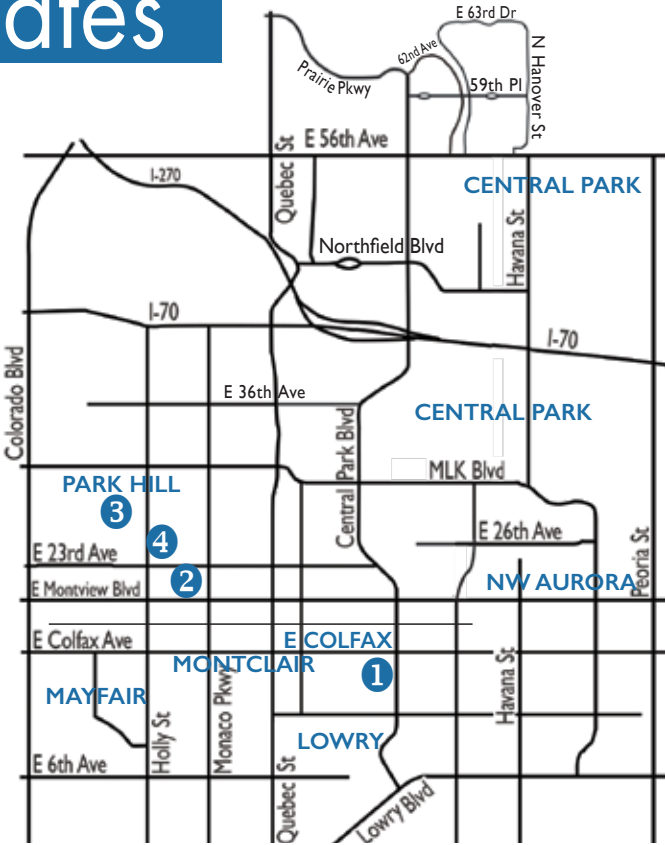 ates
E 63rd Dr
62nd Ave
N Hanover St
Prairie Pkwy
59th Pl
E 56th Ave
Quebec St
I-270
CENTRAL PARK
Havana St
Northfield Blvd
I-70
I-70
Colorado Blvd
E 36th Ave
CENTRAL PARK
Central Park Blvd
MLK Blvd
PARK HILL
3
4
E 26th Ave
Peoria St
E 23rd Ave
2
NW AURORA
E Montview Blvd
E Colfax Ave
E COLFAX
MONTCLAIR
1
MAYFAIR
Monaco Pkwy
Havana St
Holly St
LOWRY
E 6th Ave
Quebec St
Lowry Blvd